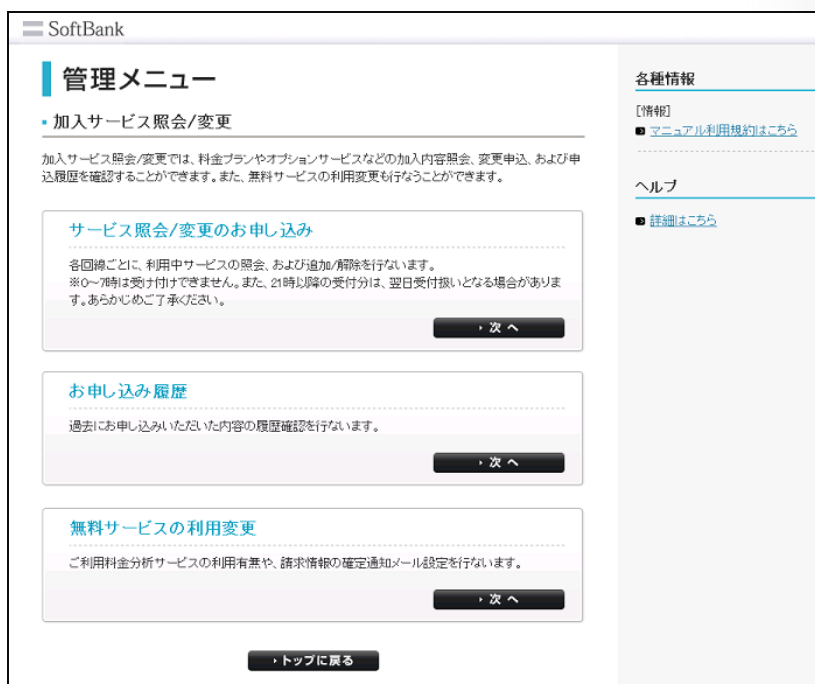 SoftBank
管理メニュー
加入サービス照会/変更
加入サービス照会/変更では、料金プランやオプションサービスなどの加入内容照会、変更申込、および申
込履歴を確認することができます。また、無料サービスの利用変更も行なうことができます。
サービス照会/変更のお申し込み
各回線ごとに、利用中サービスの照会、および追加/解除を行ないます。
※0～7時は受け付けできません。また、21時以降の受付分は、翌日受付扱いとなる場合がありま
す。あらかじめご了承ください。
次へ
お申し込み履歴
過去にお申し込みいただいた内容の履歴確認を行ないます。
次へ
無料サービスの利用変更
ご利用料金分析サービスの利用有無や、請求情報の確定通知メール設定を行ないます。
次へ
トップに戻る
各種情報
[情報]
マニュアル利用規約はこちら
ヘルプ
詳細はこちら